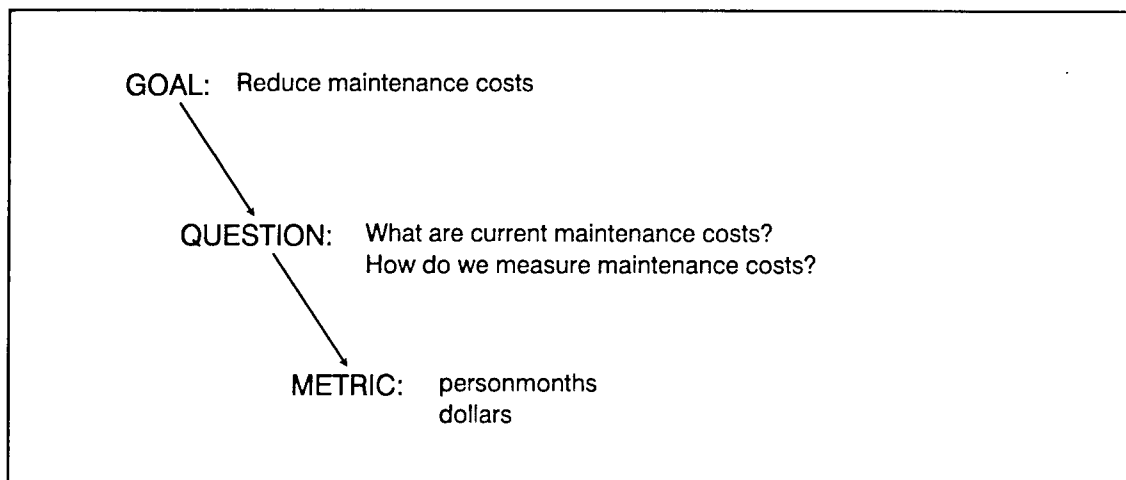 GOAL: Reduce maintenance costs
QUESTION: What are current maintenance costs?
How do we measure maintenance costs?
METRIC: personmonths
dollars